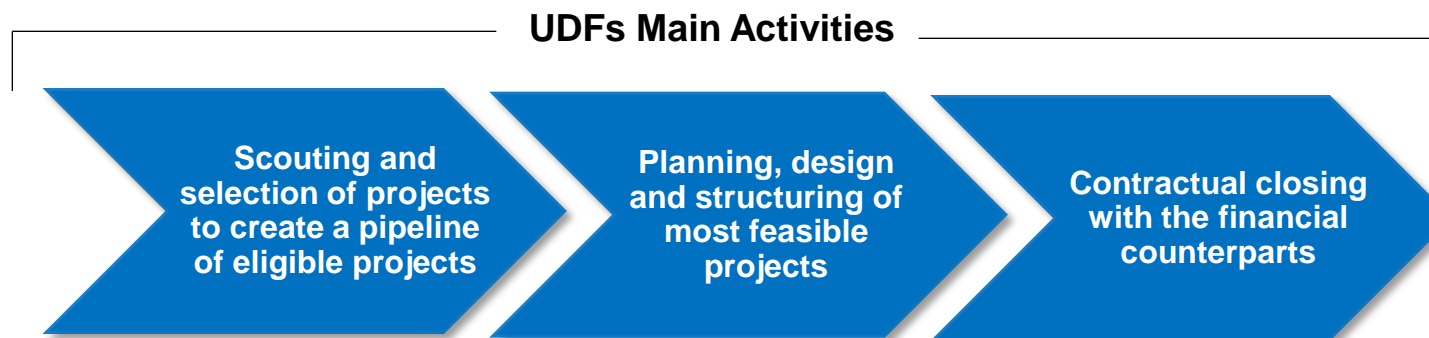 UDFs Main Activities
Scouting and
selection of projects
to create a pipeline
of eligible projects
Planning, design
and structuring of
most feasible
projects
Contractual closing
with the financial
counterparts